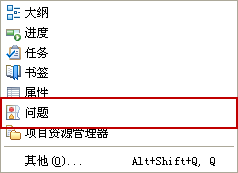 大纲
进度
任务
书签
属性
问题
项目资源管理器
其他(O)... Alt+Shift+Q, Q